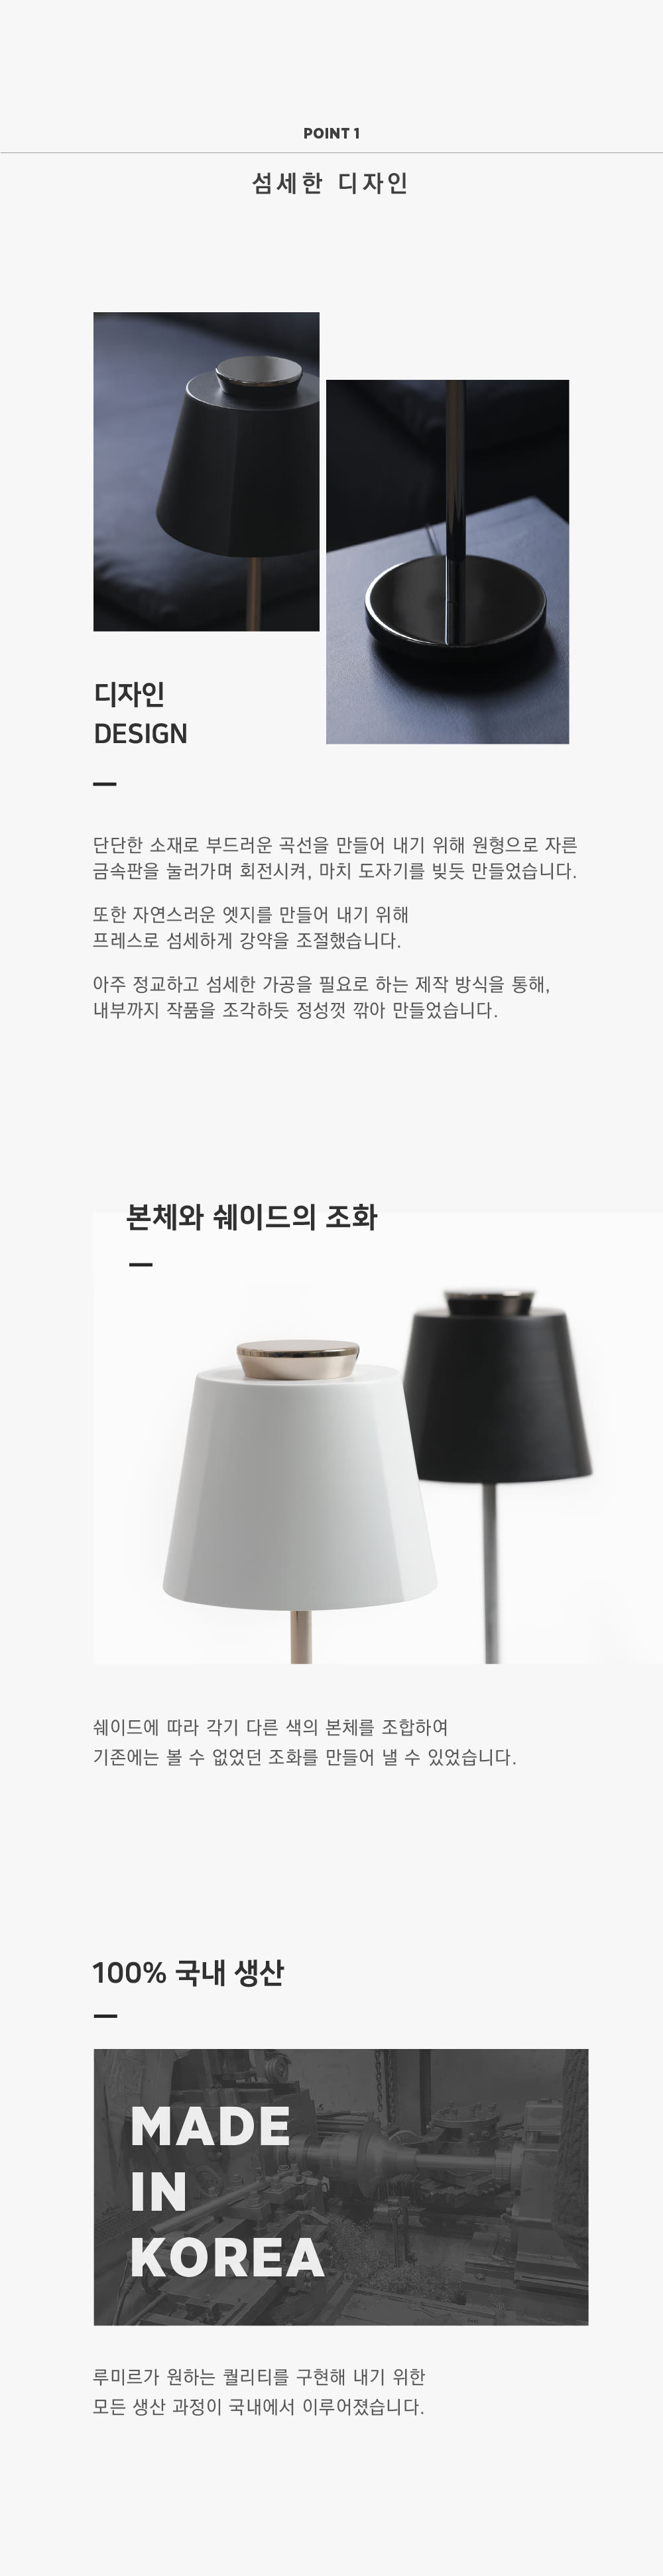 POINT 1
섬세한 디자인
디자인
DESIGN
단단한 소재로 부드러운 곡선을 만들어 내기 위해 원형으로 자른
금속판을 눌러가며 회전시켜, 마치 도자기를 빚듯 만들었습니다.
또한 자연스러운 엣지를 만들어 내기 위해
프레스로 섬세하게 강약을 조절했습니다.
아주 정교하고 섬세한 가공을 필요로 하는 제작 방식을 통해,
내부까지 작품을 조각하듯 정성껏 깎아 만들었습니다.
본체와 쉐이드의 조화
쉐이드에 따라 각기 다른 색의 본체를 조합하여
기존에는 볼 수 없었던 조화를 만들어 낼 수 있었습니다.
100% 국내 생산
MADE
IN
KOREA
루미르가 원하는 퀄리티를 구현해 내기 위한
모든 생산 과정이 국내에서 이루어졌습니다.